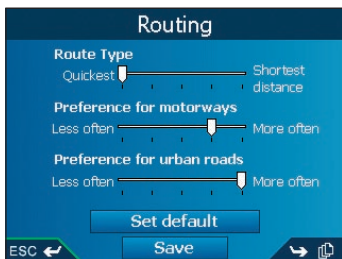 Routing
Route Type
Quickest Shortest distance
Preference for motorways
Less often More often
Preference for urban roads
Less often More often
Set default
ESC Save